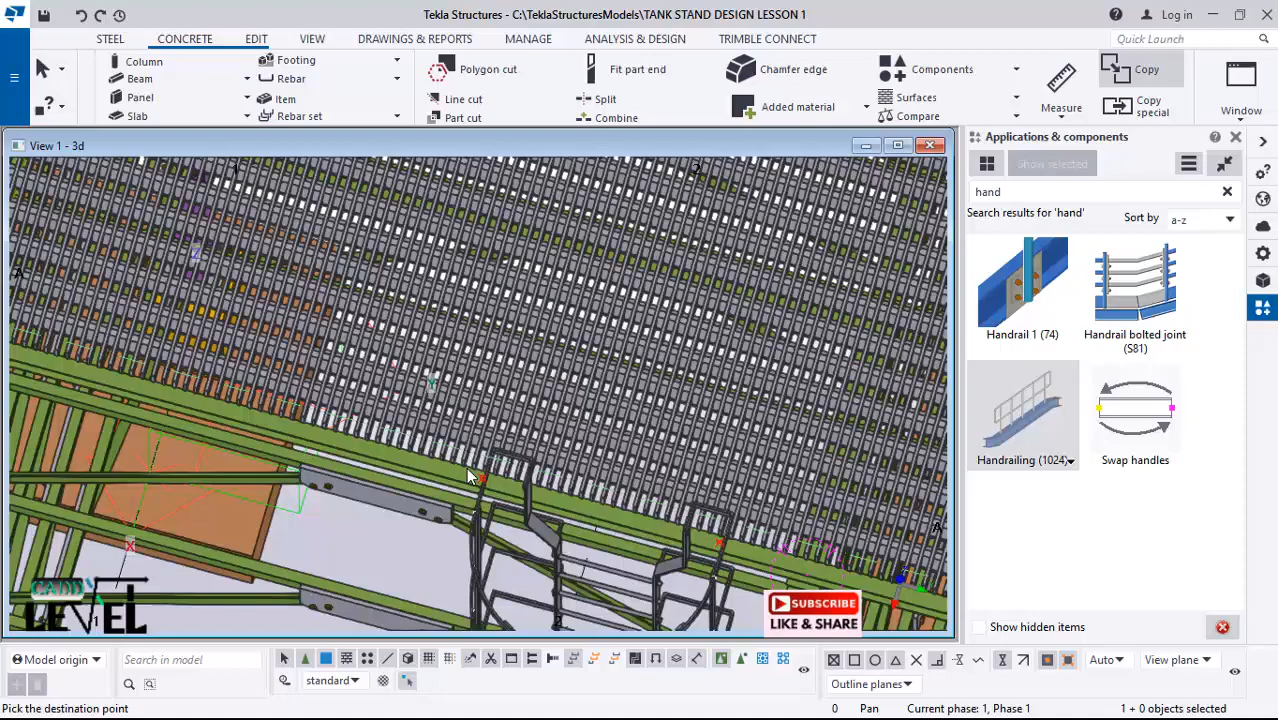 Tekla Structures - C:\TeklaStructuresModels\TANK STAND DESIGN LESSON 1
Log in
STEEL CONCRETE EDIT VIEW DRAWINGS & REPORTS MANAGE ANALYSIS & DESIGN TRIMBLE CONNECT Quick Launch
Column Footing
Beam Rebar
Panel Item
Slab Rebar set
Polygon cut
Line cut
Part cut
Fit part end
Split
Combine
Chamfer edge
Added material
Components
Surfaces
Compare
Measure
Copy
Copy special
Window
View 1 - 3d
Applications & components
Show selected
hand
Search results for 'hand'
Sort by a-z
Handrail 1 (74)
Handrail bolted joint (S81)
Handrailing (1024)
Swap handles
Show hidden items
1
2
A
Z
Y
A
X
2
1
CADD
LEVEL
SUBSCRIBE
LIKE & SHARE
Model origin
Search in model
standard
Auto
View plane
Outline planes
Pick the destination point
0 Pan Current phase: 1, Phase 1 1 + 0 objects selected